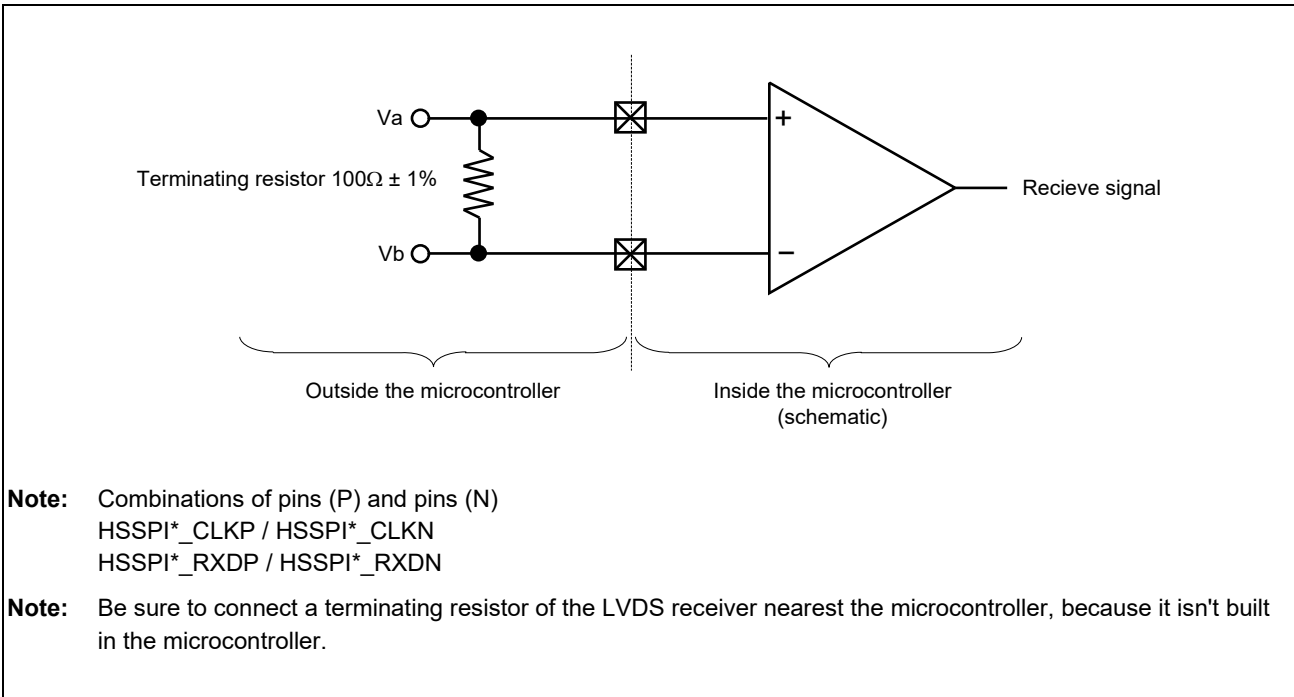 Va
+
Terminating resistor 100Ω ± 1%
Recieve signal
Vb
−
Outside the microcontroller
Inside the microcontroller
(schematic)
Note: Combinations of pins (P) and pins (N)
HSSPI*_CLKP / HSSPI*_CLKN
HSSPI*_RXDP / HSSPI*_RXDN
Note: Be sure to connect a terminating resistor of the LVDS receiver nearest the microcontroller, because it isn't built
in the microcontroller.